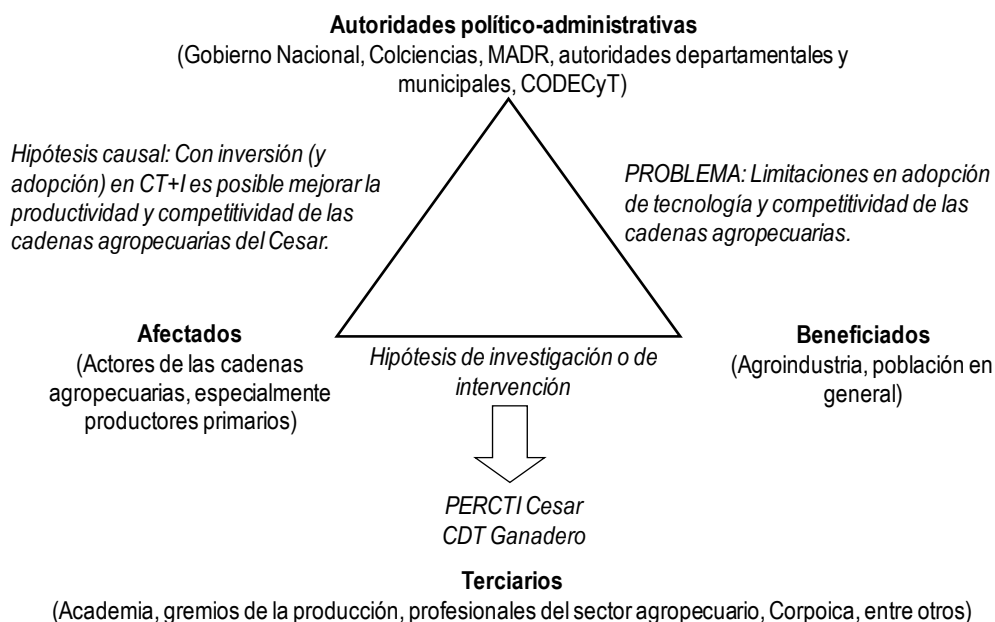 Autoridades político-administrativas
(Gobierno Nacional, Colciencias, MADR, autoridades departamentales y
municipales, CODECyT)
Hipótesis causal: Con inversión (y
adopción) en CT+I es posible mejorar la
productividad y competitividad de las
cadenas agropecuarias del Cesar.
PROBLEMA: Limitaciones en adopción
de tecnología y competitividad de las
cadenas agropecuarias.
Afectados
(Actores de las cadenas
agropecuarias, especialmente
productores primarios)
Hipótesis de investigación o de
intervención
Beneficiados
(Agroindustria, población en
general)
PERCTI Cesar
CDT Ganadero
Terciarios
(Academia, gremios de la producción, profesionales del sector agropecuario, Corpoica, entre otros)